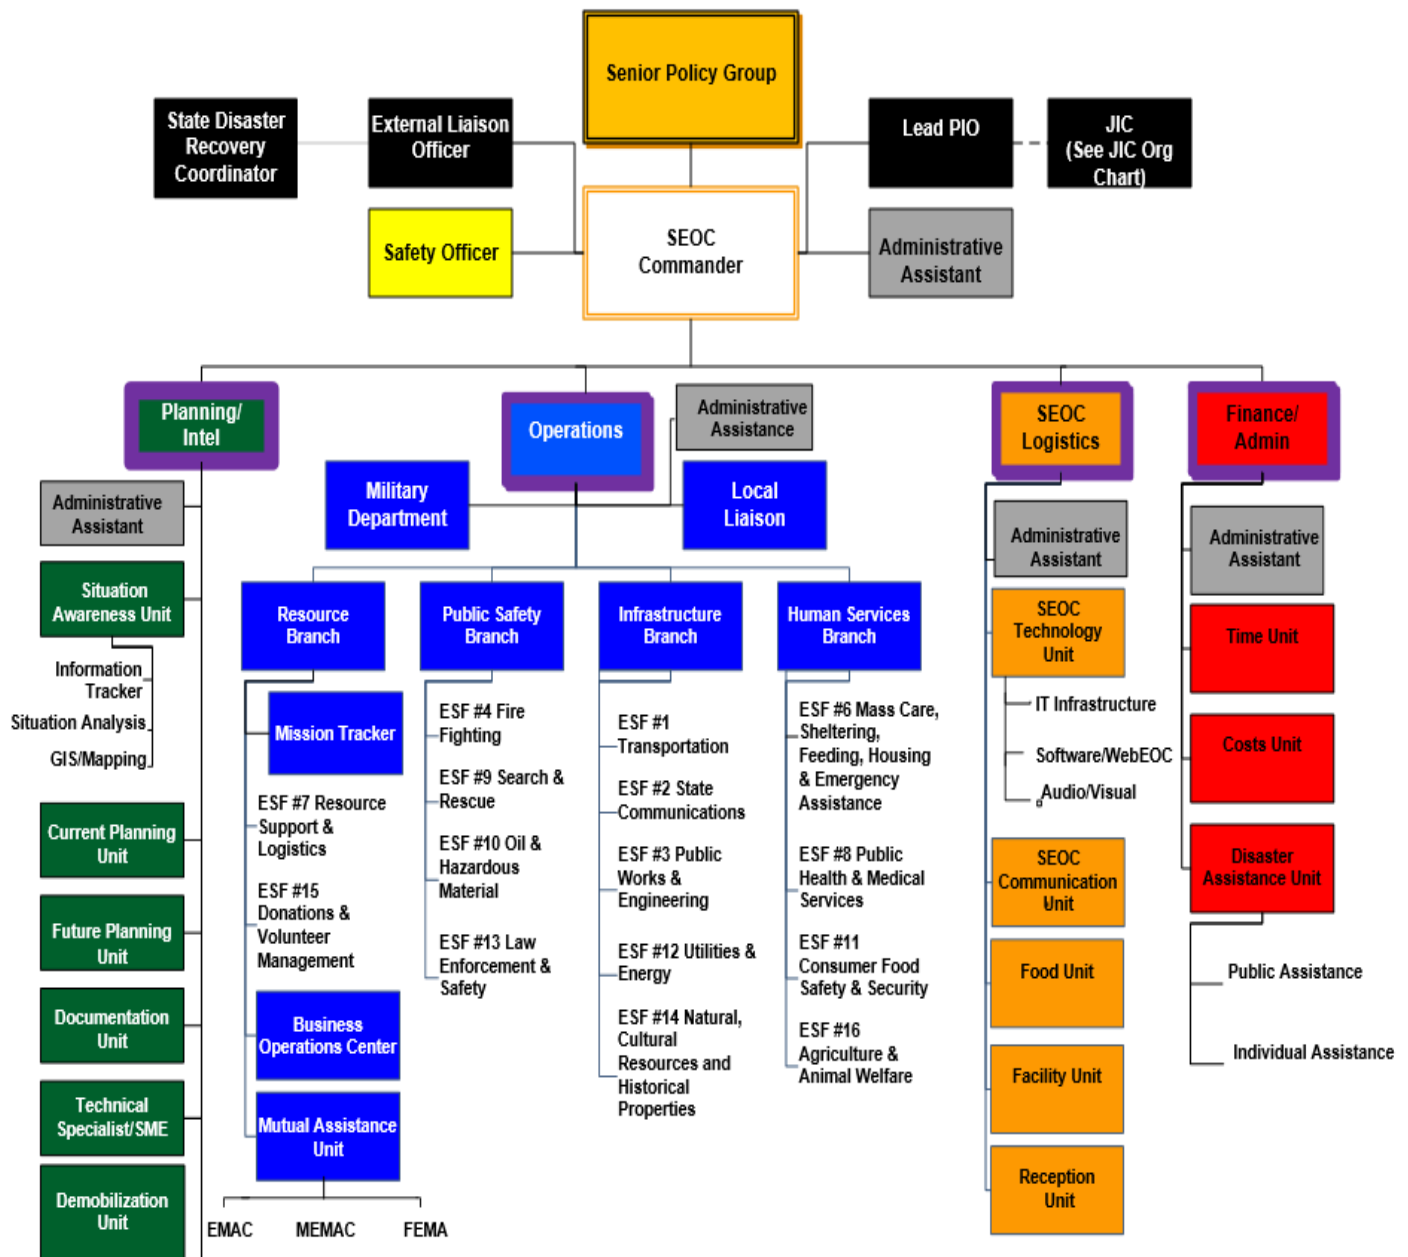 Senior Policy Group
State Disaster
Recovery
Coordinator
External Liaison
Officer
Lead PIO
JIC
(See JIC Org
Chart)
Safety Officer
SEOC
Commander
Administrative
Assistant
Planning/
Intel
Operations
Administrative
Assistance
SEOC
Logistics
Finance/
Admin
Military
Department
Local
Liaison
Administrative
Assistant
Situation
Awareness Unit
Information
Tracker
Situation Analysis
GIS/Mapping
Current Planning
Unit
Future Planning
Unit
Documentation
Unit
Technical
Specialist/SME
Demobilization
Unit
Resource
Branch
Mission Tracker
ESF #7 Resource
Support &
Logistics
ESF #15
Donations &
Volunteer
Management
Business
Operations Center
Mutual Assistance
Unit
EMAC
MEMAC
FEMA
Public Safety
Branch
ESF #4 Fire
Fighting
ESF #9 Search &
Rescue
ESF #10 Oil &
Hazardous
Material
ESF #13 Law
Enforcement &
Safety
Infrastructure
Branch
ESF #1
Transportation
ESF #2 State
Communications
ESF #3 Public
Works &
Engineering
ESF #12 Utilities &
Energy
ESF #14 Natural,
Cultural
Resources and
Historical
Properties
Human Services
Branch
ESF #6 Mass Care,
Sheltering,
Feeding, Housing
& Emergency
Assistance
ESF #8 Public
Health & Medical
Services
ESF #11
Consumer Food
Safety & Security
ESF #16
Agriculture &
Animal Welfare
Administrative
Assistant
SEOC
Technology
Unit
IT Infrastructure
Software/WebEOC
Audio/Visual
SEOC
Communication
Unit
Food Unit
Facility Unit
Reception
Unit
Administrative
Assistant
Time Unit
Costs Unit
Disaster
Assistance Unit
Public Assistance
Individual Assistance